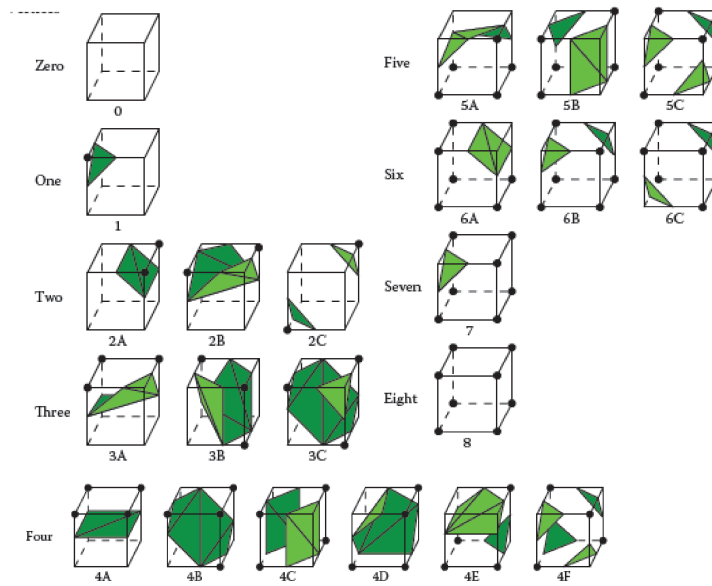 Zero
0
One
1
Two
2A 2B 2C
Three
3A 3B 3C
Five
5A 5B 5C
Six
6A 6B 6C
Seven
7
Eight
8
Four
4A 4B 4C 4D 4E 4F